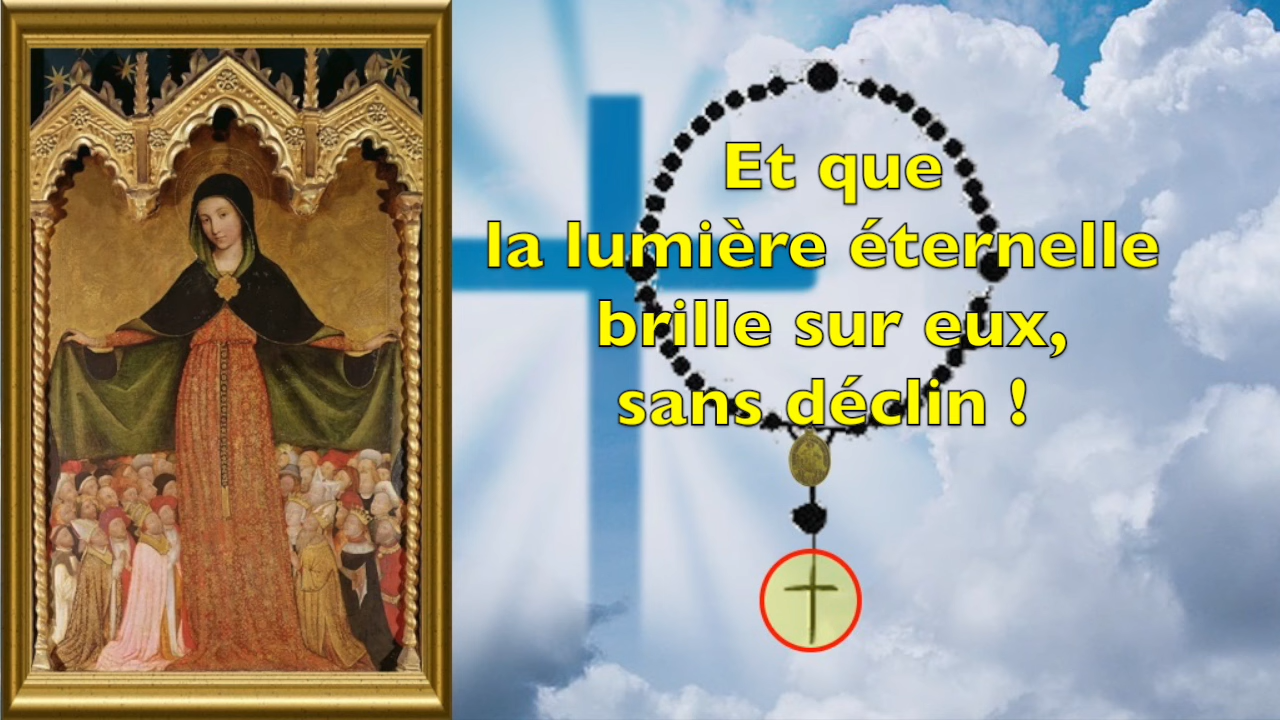 Et que
la lumière éternelle
brille sur eux,
sans déclin !